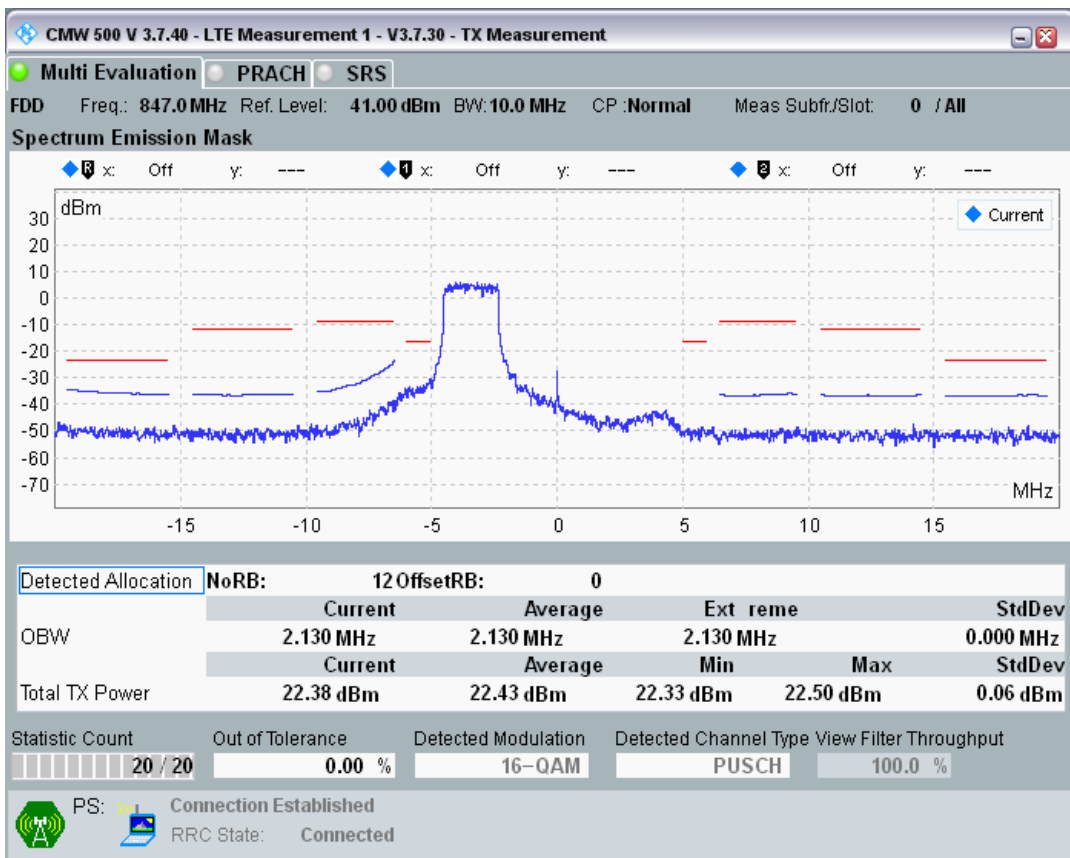 CMW 500 V 3.7.40 - LTE Measurement 1 - V3.7.30 - TX Measurement
Multi Evaluation PRACH SRS
FDD Freq.: 847.0 MHz Ref. Level: 41.00 dBm BW: 10.0 MHz CP :Normal Meas Subfr./Slot: 0 / All
Spectrum Emission Mask
R x: Off y: --- 1 x: Off y: --- 2 x: Off y: ---
dBm
Current
30
20
10
0
-10
-20
-30
-40
-50
-60
-70
MHz
-15 -10 -5 0 5 10 15
Detected Allocation NoRB: 12 OffsetRB: 0
Current Average Ext reme StdDev
OBW 2.130 MHz 2.130 MHz 2.130 MHz 0.000 MHz
Current Average Min Max StdDev
Total TX Power 22.38 dBm 22.43 dBm 22.33 dBm 22.50 dBm 0.06 dBm
Statistic Count Out of Tolerance Detected Modulation Detected Channel Type View Filter Throughput
20 / 20 0.00 % 16-QAM PUSCH 100.0 %
PS: Connection Established
RRC State: Connected